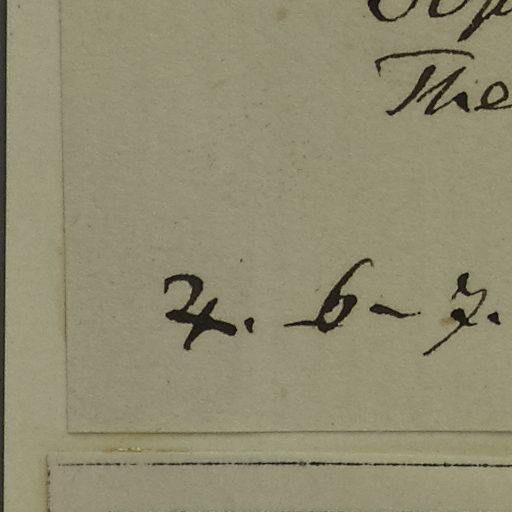 The
4. 6-7.